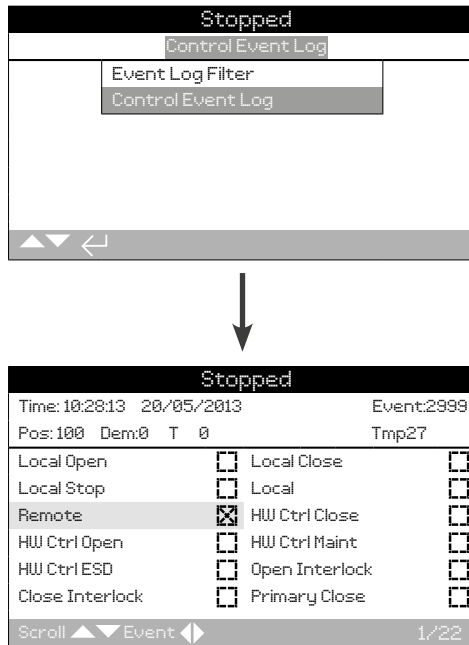 Stopped
Control Event Log
Event Log Filter
Control Event Log
Stopped
Time: 10:28:13 20/05/2013 Event:2999
Pos:100 Dem:0 T 0 Tmp27
Local Open Local Close
Local Stop Local
Remote HW Ctrl Close
HW Ctrl Open HW Ctrl Maint
HW Ctrl ESD Open Interlock
Close Interlock Primary Close
Scroll Event 1/22